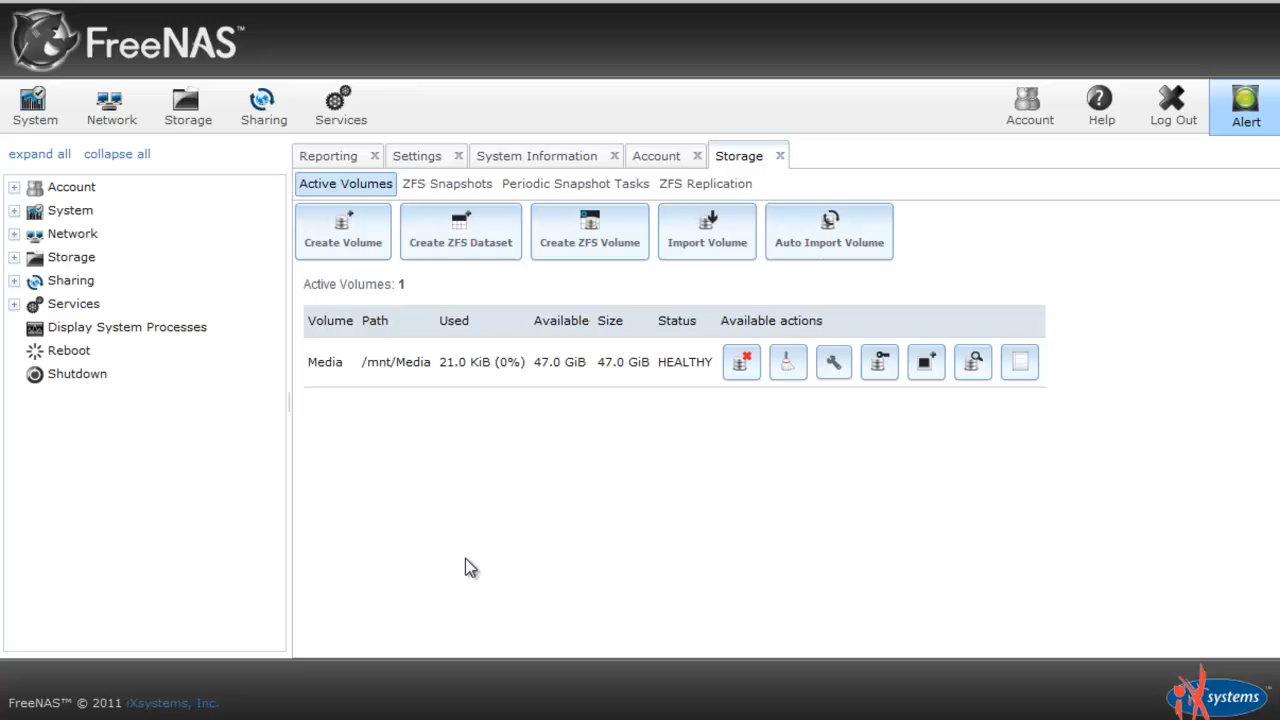 FreeNAS™
System Network Storage Sharing Services Account Help Log Out Alert
expand all collapse all
Account
System
Network
Storage
Sharing
Services
Display System Processes
Reboot
Shutdown
Reporting Settings System Information Account Storage
Active Volumes ZFS Snapshots Periodic Snapshot Tasks ZFS Replication
Create Volume Create ZFS Dataset Create ZFS Volume Import Volume Auto Import Volume
Active Volumes: 1
Volume Path Used Available Size Status Available actions
Media /mnt/Media 21.0 KiB (0%) 47.0 GiB 47.0 GiB HEALTHY
FreeNAS™ © 2011 iXsystems, Inc.
iXsystems